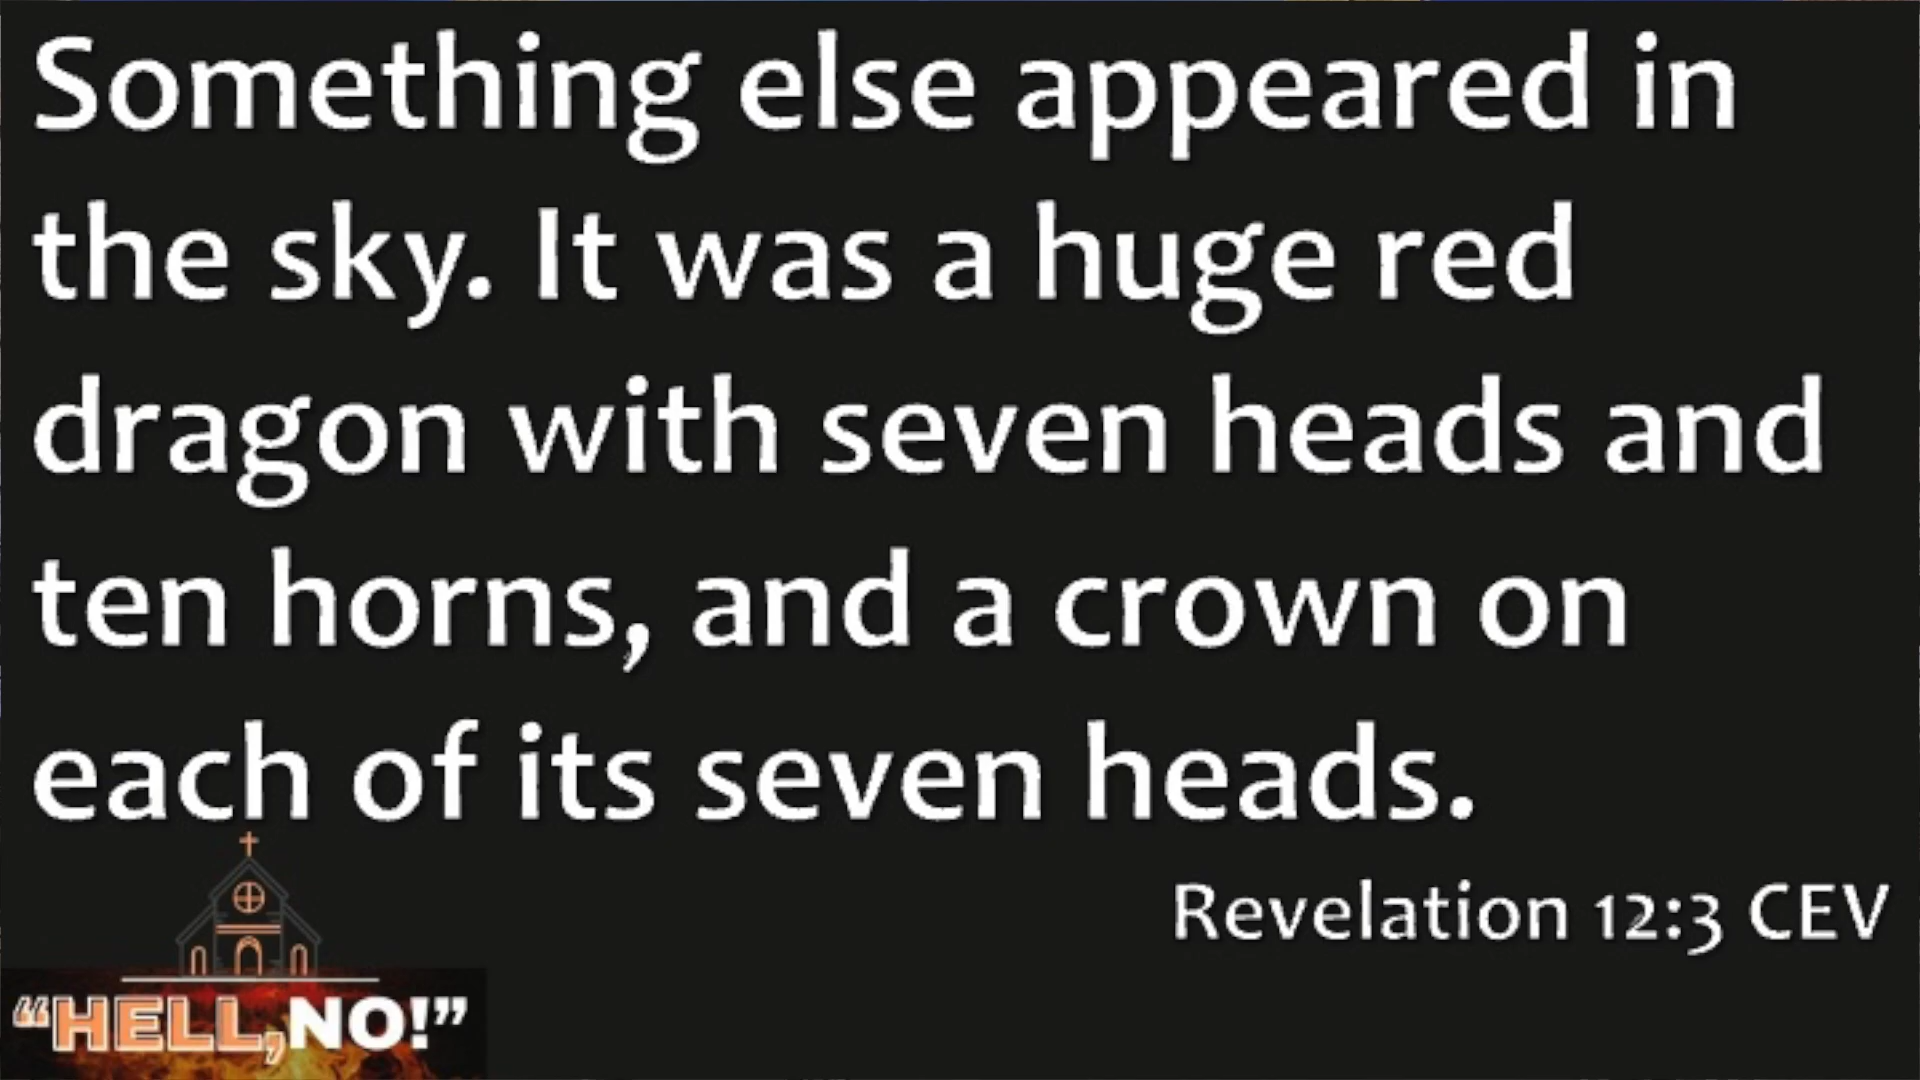 Something else appeared in
the sky. It was a huge red
dragon with seven heads and
ten horns, and a crown on
each of its seven heads.
Revelation 12:3 CEV
“HELL, NO!”